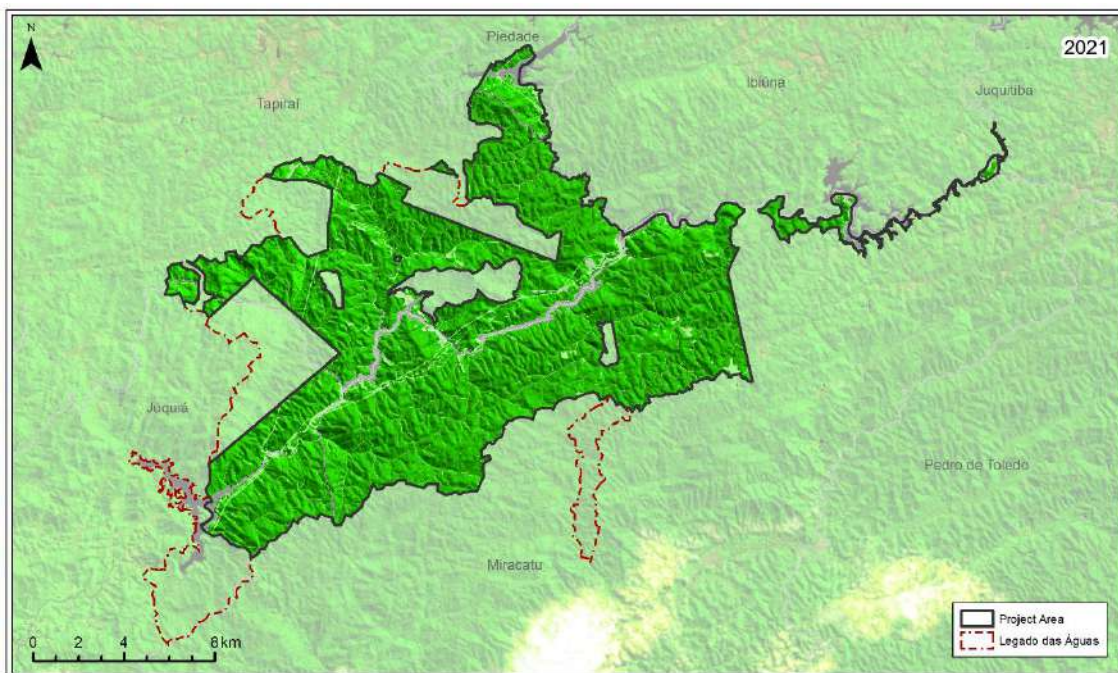 N
2021
Piedade
Ibiúna
Juquitiba
Tapiraí
Juquiá
Pedro de Toledo
Miracatu
0 2 4 8 km
Project Area
Legado das Águas